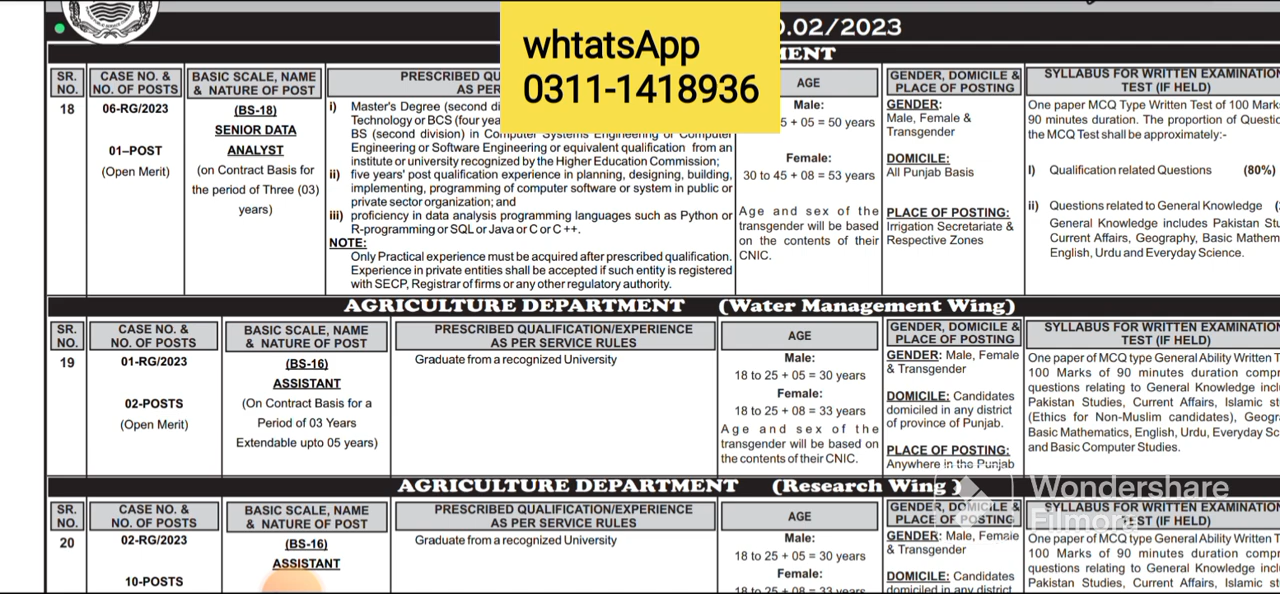 0.02/2023
whtatsApp
0311-1418936
MENT
SR. NO.
CASE NO. & NO. OF POSTS
BASIC SCALE, NAME & NATURE OF POST
PRESCRIBED
AS PER
AGE
GENDER, DOMICILE & PLACE OF POSTING
SYLLABUS FOR WRITTEN EXAMINATION
TEST (IF HELD)
18
06-RG/2023
01–POST
(Open Merit)
(BS-18)
SENIOR DATA
ANALYST
(on Contract Basis for
the period of Three (03)
years)
i) Master's Degree (second
Technology or BCS (four
BS (second division) in Computer Systems Engineering or Computer
Engineering or Software Engineering or equivalent qualification from an
institute or university recognized by the Higher Education Commission;
ii) five years' post qualification experience in planning, designing, building,
implementing, programming of computer software or system in public or
private sector organization; and
iii) proficiency in data analysis programming languages such as Python or
R-programming or SQL or Java or C or C ++.
NOTE:
Only Practical experience must be acquired after prescribed qualification.
Experience in private entities shall be accepted if such entity is registered
with SECP, Registrar of firms or any other regulatory authority.
Male:
5 + 05 = 50 years
Female:
30 to 45 + 08 = 53 years
Age and sex of the
transgender will be based
on the contents of their
CNIC.
GENDER:
Male, Female &
Transgender
DOMICILE:
All Punjab Basis
PLACE OF POSTING:
Irrigation Secretariate &
Respective Zones
One paper MCQ Type Written Test of 100
90 minutes duration. The proportion of
the MCQ Test shall be approximately:-
I) Qualification related Questions (80%)
ii) Questions related to General Knowledge
General Knowledge includes Pakistan
Current Affairs, Geography, Basic
English, Urdu and Everyday Science.
AGRICULTURE DEPARTMENT (Water Management Wing)
SR. NO.
CASE NO. & NO. OF POSTS
BASIC SCALE, NAME & NATURE OF POST
PRESCRIBED QUALIFICATION/EXPERIENCE
AS PER SERVICE RULES
AGE
GENDER, DOMICILE & PLACE OF POSTING
SYLLABUS FOR WRITTEN EXAMINATION
TEST (IF HELD)
19
01-RG/2023
02-POSTS
(Open Merit)
(BS-16)
ASSISTANT
(On Contract Basis for a
Period of 03 Years
Extendable upto 05 years)
Graduate from a recognized University
Male:
18 to 25 + 05 = 30 years
Female:
18 to 25 + 08 = 33 years
Age and sex of the
transgender will be based on
the contents of their CNIC.
GENDER: Male, Female
& Transgender
DOMICILE: Candidates
domiciled in any district
of province of Punjab.
PLACE OF POSTING:
Anywhere in the Punjab
One paper of MCQ type General Ability Written
100 Marks of 90 minutes duration
questions relating to General Knowledge
Pakistan Studies, Current Affairs, Islamic
(Ethics for Non-Muslim candidates),
Basic Mathematics, English, Urdu, Everyday
and Basic Computer Studies.
AGRICULTURE DEPARTMENT (Research Wing )
SR. NO.
CASE NO. & NO. OF POSTS
BASIC SCALE, NAME & NATURE OF POST
PRESCRIBED QUALIFICATION/EXPERIENCE
AS PER SERVICE RULES
AGE
GENDER, DOMICILE & PLACE OF POSTING
SYLLABUS FOR WRITTEN EXAMINATION
TEST (IF HELD)
Wondershare
Filmora
20
02-RG/2023
10-POSTS
(BS-16)
ASSISTANT
Graduate from a recognized University
Male:
18 to 25 + 05 = 30 years
Female:
18 to 25 + 08 = 33 years
GENDER: Male, Female
& Transgender
DOMICILE: Candidates
domiciled in any district
One paper of MCQ type General Ability Written
100 Marks of 90 minutes duration
questions relating to General Knowledge
Pakistan Studies, Current Affairs, Islamic